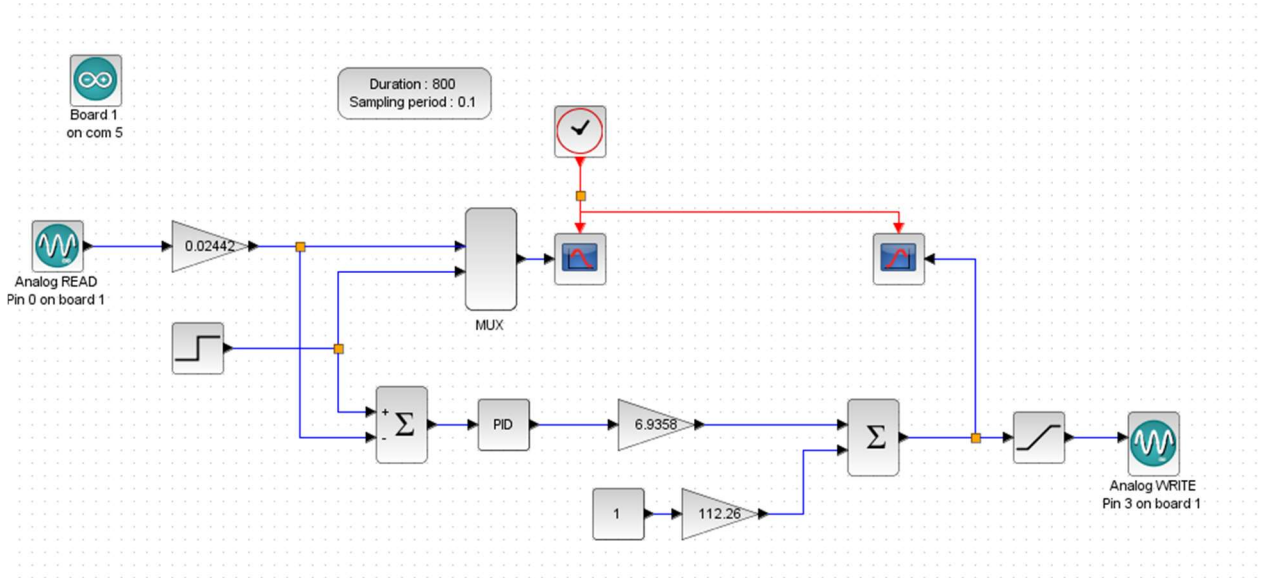 Board 1
on com 5
Duration : 800
Sampling period : 0.1
0.02442
Analog READ
Pin 0 on board 1
MUX
+
-
Σ
PID
6.9358
Σ
1
112.26
Analog WRITE
Pin 3 on board 1